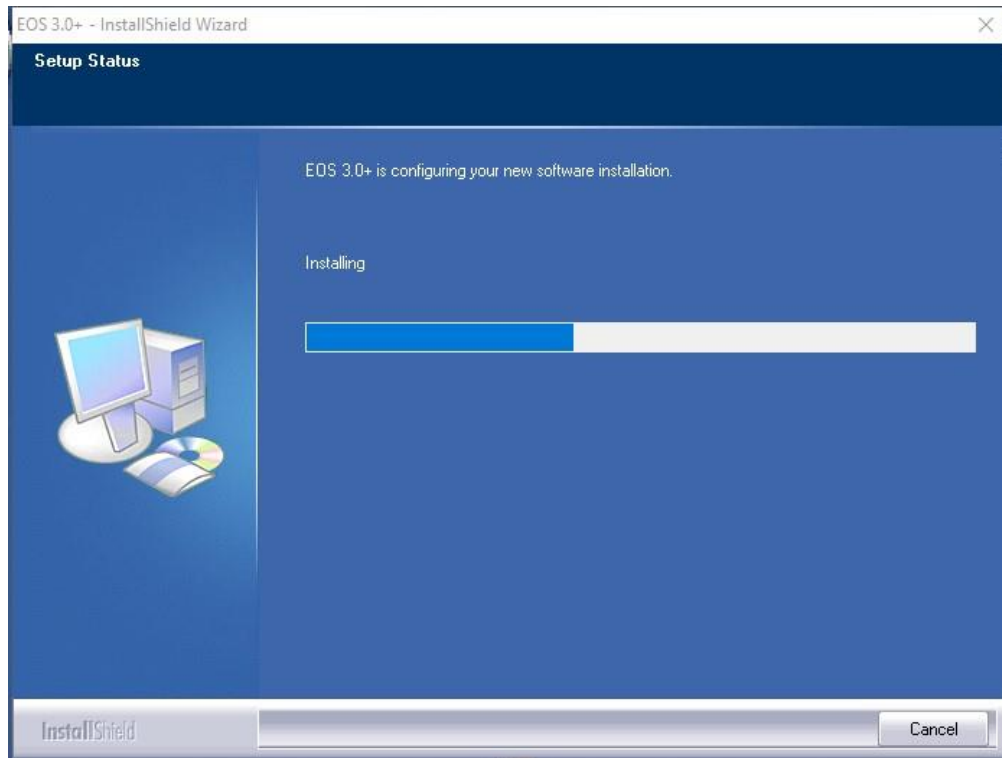 EOS 3.0+ - InstallShield Wizard
Setup Status
EOS 3.0+ is configuring your new software installation.
Installing
InstallShield
Cancel